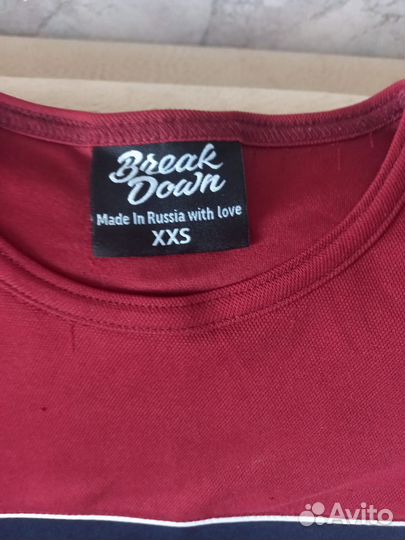 Break
Down
Made In Russia with love
XXS
Avito